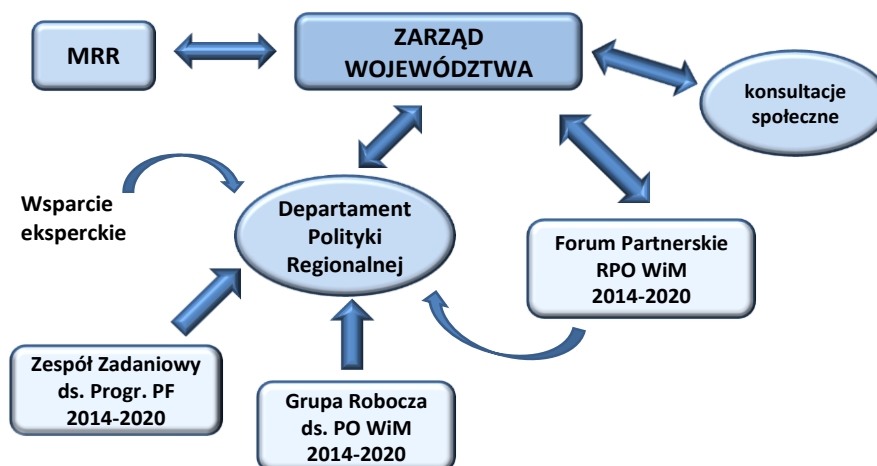 MRR
ZARZĄD
WOJEWÓDZTWA
konsultacje
społeczne
Wsparcie
eksperckie
Departament
Polityki
Regionalnej
Forum Partnerskie
RPO WiM
2014-2020
Zespół Zadaniowy
ds. Progr. PF
2014-2020
Grupa Robocza
ds. PO WiM
2014-2020